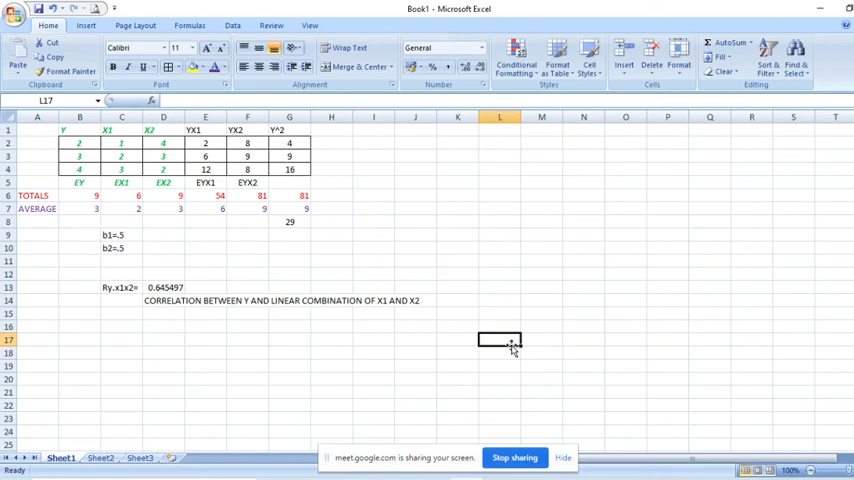 Book1 - Microsoft Excel
Home Insert Page Layout Formulas Data Review View
Cut
Copy
Format Painter
Paste
Clipboard
Calibri 11
B I U
Font
Wrap Text
Merge & Center
Alignment
General
$ % ,
Number
Conditional Formatting
Format as Table
Cell Styles
Styles
Insert Delete Format
Cells
Σ AutoSum
Fill
Clear
Sort & Filter
Find & Select
Editing
L17 fx
A B C D E F G H I J K L M N O P Q R S T
1 Y X1 X2 YX1 YX2 Y^2
2 2 1 4 2 8 4
3 3 2 3 6 9 9
4 4 3 2 12 8 16
5 EY EX1 EX2 EYX1 EYX2
6 TOTALS 9 6 9 54 81 81
7 AVERAGE 3 2 3 6 9 9
8 29
9 b1=.5
10 b2=.5
11
12
13 Ry.x1x2= 0.645497
14 CORRELATION BETWEEN Y AND LINEAR COMBINATION OF X1 AND X2
15
16
17
18
19
20
21
22
23
24
25
Sheet1 Sheet2 Sheet3
meet.google.com is sharing your screen. Stop sharing Hide
Ready 100%